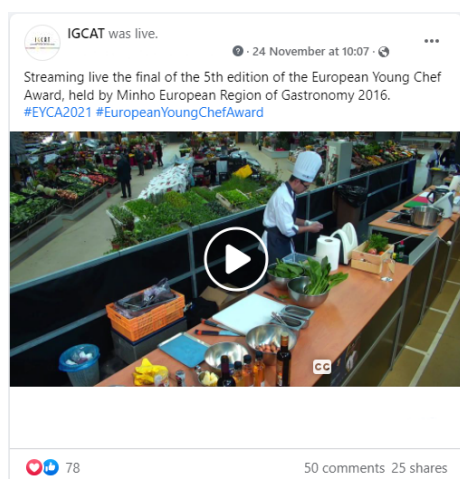 IGCAT
IGCAT was live.
24 November at 10:07
Streaming live the final of the 5th edition of the European Young Chef
Award, held by Minho European Region of Gastronomy 2016.
#EYCA2021 #EuropeanYoungChefAward
CC
78
50 comments 25 shares